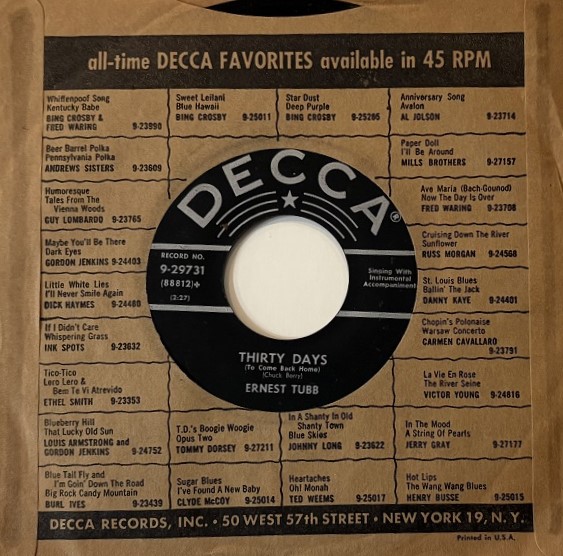 all-time DECCA FAVORITES available in 45 RPM
Whiffenpoof Song
Kentucky Babe
BING CROSBY &
FRED WARING 9-23990
Sweet Leilani
Blue Hawaii
BING CROSBY 9-25011
Star Dust
Deep Purple
BING CROSBY 9-25285
Anniversary Song
Avalon
AL JOLSON 9-23714
Beer Barrel Polka
Pennsylvania Polka
ANDREWS SISTERS 9-23609
Paper Doll
I'll Be Around
MILLS BROTHERS 9-27157
Humoresque
Tales From The
Vienna Woods
GUY LOMBARDO 9-23765
Ave Maria (Bach-Gounod)
Now The Day Is Over
FRED WARING 9-23708
Maybe You'll Be There
Dark Eyes
GORDON JENKINS 9-24403
Cruising Down The River
Sunflower
RUSS MORGAN 9-24568
Little White Lies
I'll Never Smile Again
DICK HAYMES 9-24480
St. Louis Blues
Ballin' The Jack
DANNY KAYE 9-24401
If I Didn't Care
Whispering Grass
INK SPOTS 9-23632
Chopin's Polonaise
Warsaw Concerto
CARMEN CAVALLARO
9-23791
Tico-Tico
Lero Lero &
Bem Te Vi Atrevido
ETHEL SMITH 9-23353
La Vie En Rose
The River Seine
VICTOR YOUNG 9-24816
DECCA®
RECORD NO.
9-29731
(88812)+
(2:27)
Singing With
Instrumental
Accompaniment
THIRTY DAYS
(To Come Back Home)
(Chuck Berry)
ERNEST TUBB
Blueberry Hill
That Lucky Old Sun
LOUIS ARMSTRONG and
GORDON JENKINS 9-24752
T.D.'s Boogie Woogie
Opus Two
TOMMY DORSEY 9-27211
In A Shanty In Old
Shanty Town
Blue Skies
JOHNNY LONG 9-23622
In The Mood
A String Of Pearls
JERRY GRAY 9-27177
Blue Tail Fly and
I'm Goin' Down The Road
Big Rock Candy Mountain
BURL IVES 9-23439
Sugar Blues
I've Found A New Baby
CLYDE McCOY 9-25014
Heartaches
Oh! Monah
TED WEEMS 9-25017
Hot Lips
The Wang Wang Blues
HENRY BUSSE 9-25015
DECCA RECORDS, INC. • 50 WEST 57th STREET • NEW YORK 19, N. Y.
Printed in U.S.A.